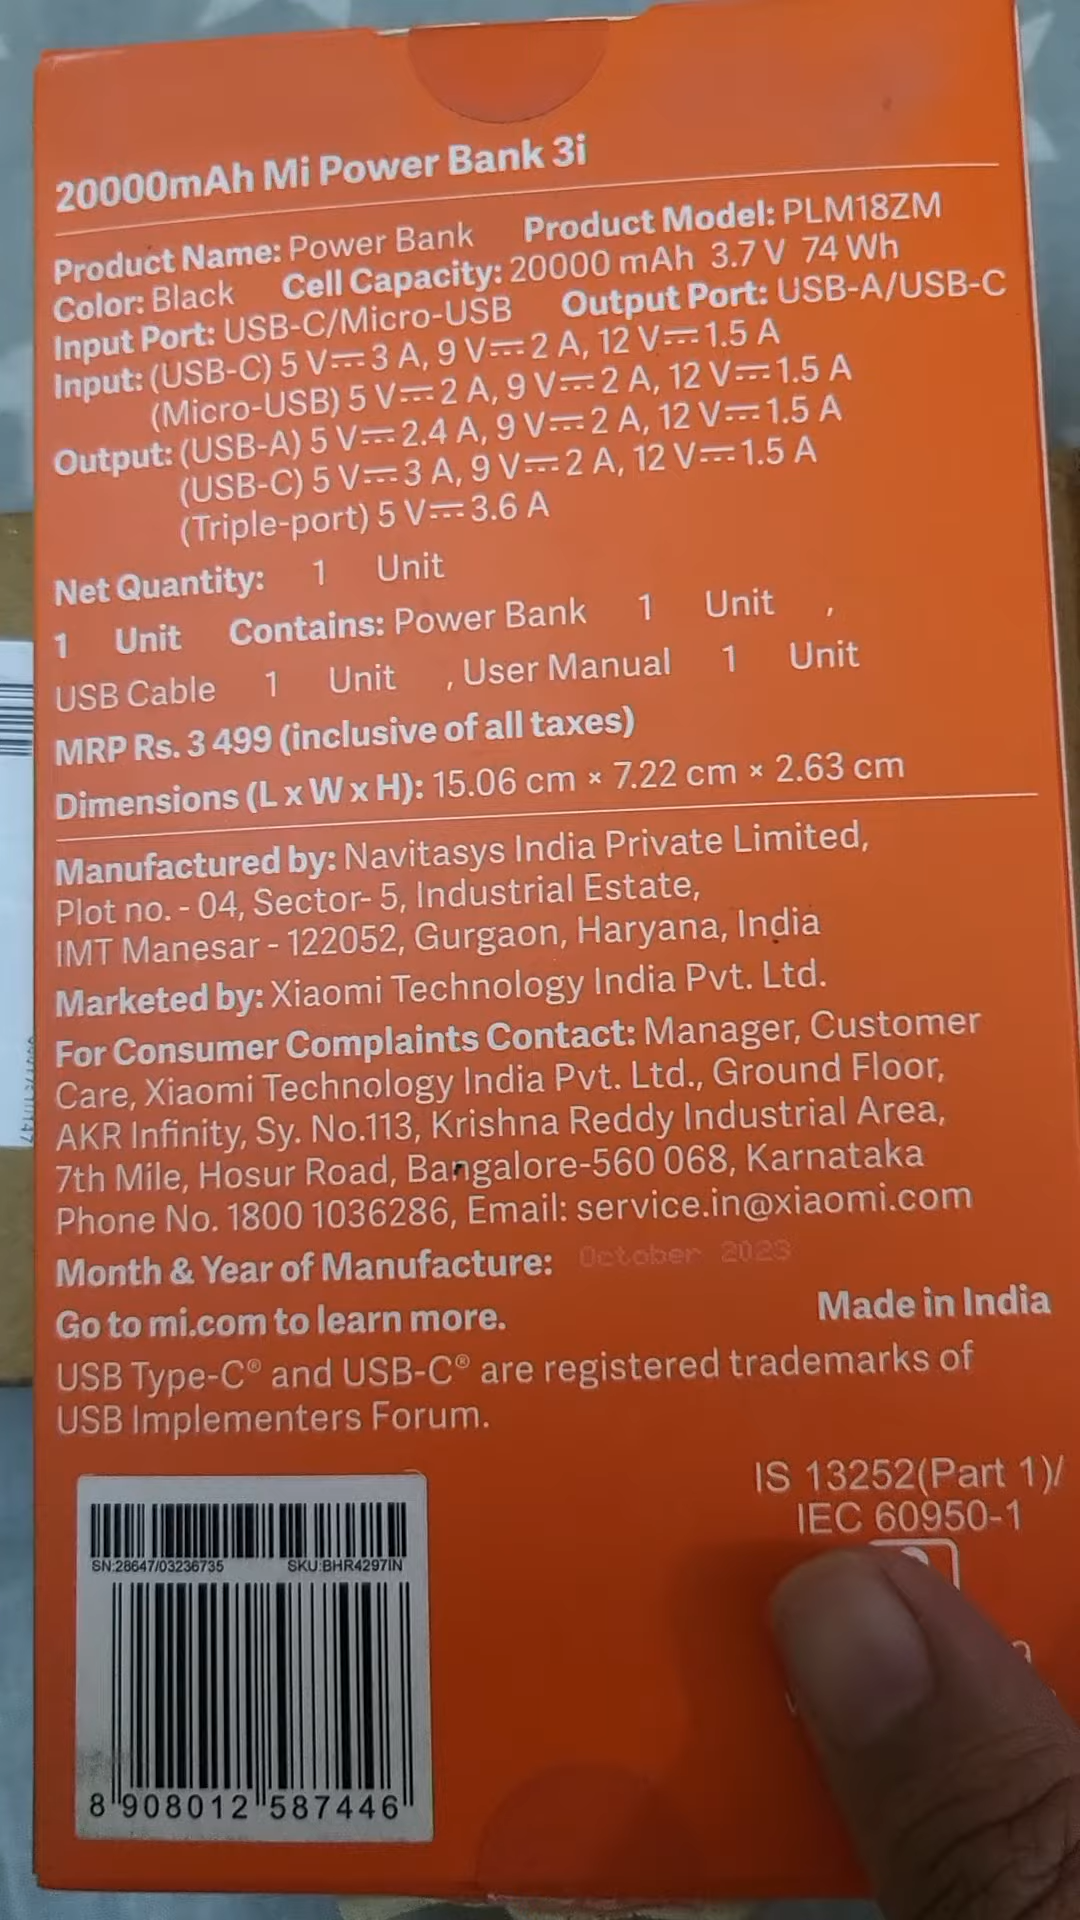 20000mAh Mi Power Bank 3i
Product Name: Power Bank Product Model: PLM18ZM
Color: Black Cell Capacity: 20000 mAh 3.7 V 74 Wh
Input Port: USB-C/Micro-USB Output Port: USB-A/USB-C
Input: (USB-C) 5 V⎓3 A, 9 V⎓2 A, 12 V⎓1.5 A
(Micro-USB) 5 V⎓2 A, 9 V⎓2 A, 12 V⎓1.5 A
Output: (USB-A) 5 V⎓2.4 A, 9 V⎓2 A, 12 V⎓1.5 A
(USB-C) 5 V⎓3 A, 9 V⎓2 A, 12 V⎓1.5 A
(Triple-port) 5 V⎓3.6 A
Net Quantity: 1 Unit
1 Unit Contains: Power Bank 1 Unit ,
USB Cable 1 Unit , User Manual 1 Unit
MRP Rs. 3 499 (inclusive of all taxes)
Dimensions (L x W x H): 15.06 cm × 7.22 cm × 2.63 cm
Manufactured by: Navitasys India Private Limited,
Plot no. - 04, Sector- 5, Industrial Estate,
IMT Manesar - 122052, Gurgaon, Haryana, India
Marketed by: Xiaomi Technology India Pvt. Ltd.
For Consumer Complaints Contact: Manager, Customer
Care, Xiaomi Technology India Pvt. Ltd., Ground Floor,
AKR Infinity, Sy. No.113, Krishna Reddy Industrial Area,
7th Mile, Hosur Road, Bangalore-560 068, Karnataka
Phone No. 1800 1036286, Email: service.in@xiaomi.com
Month & Year of Manufacture: October 2023
Go to mi.com to learn more. Made in India
USB Type-C® and USB-C® are registered trademarks of
USB Implementers Forum.
IS 13252(Part 1)/
IEC 60950-1
SN:28647/03236735 SKU:BHR4297IN
8 908012 587446